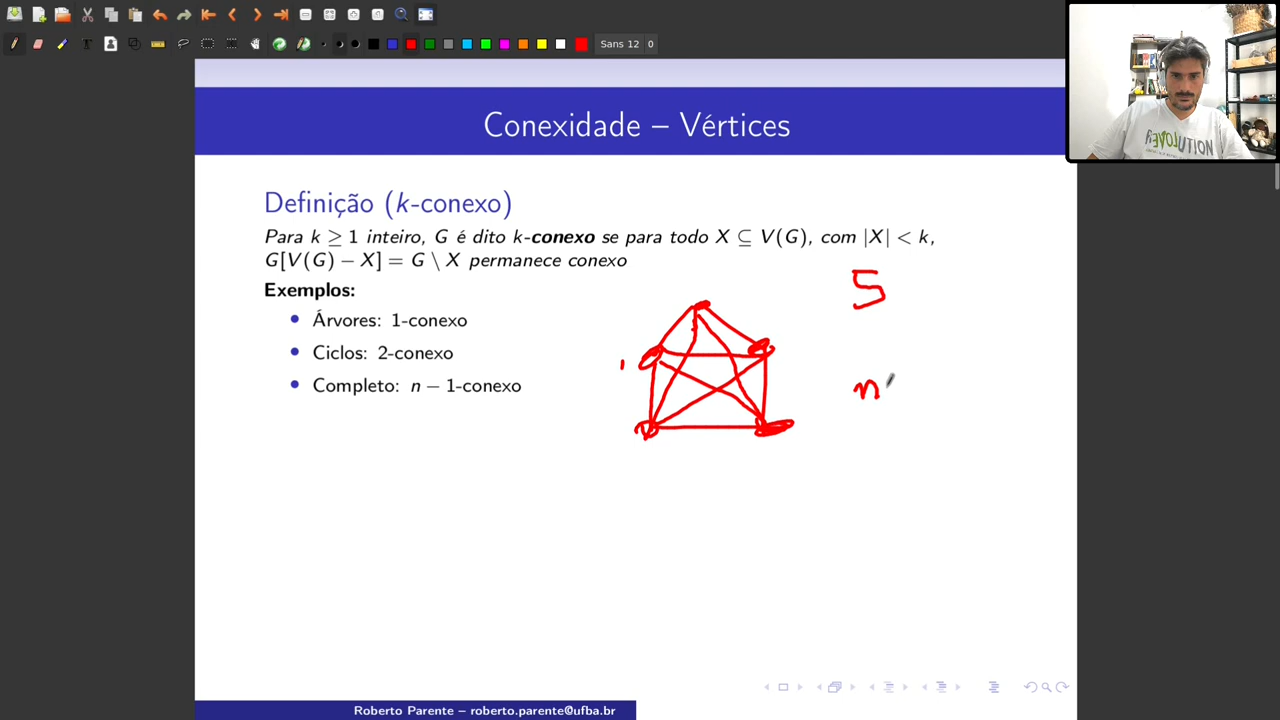 Sans 12 0
Conexidade – Vértices
Definição (k-conexo)
Para k ≥ 1 inteiro, G é dito k-conexo se para todo X ⊆ V(G), com |X| < k,
G[V(G) − X] = G \ X permanece conexo
Exemplos:
• Árvores: 1-conexo
• Ciclos: 2-conexo
• Completo: n − 1-conexo
5
n
Roberto Parente – roberto.parente@ufba.br